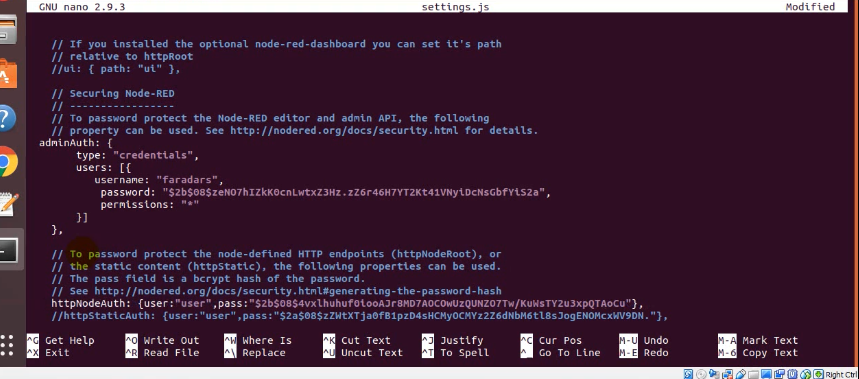 GNU nano 2.9.3 settings.js Modified
// If you installed the optional node-red-dashboard you can set it's path
// relative to httpRoot
//ui: { path: "ui" },
// Securing Node-RED
// -----------------
// To password protect the Node-RED editor and admin API, the following
// property can be used. See http://nodered.org/docs/security.html for details.
adminAuth: {
type: "credentials",
users: [{
username: "faradars",
password: "$2b$08$zeNO7hIZkK0cnLwtxZ3Hz.zZ6r46H7YT2Kt41VNyiDcNsGbfYiS2a",
permissions: "*"
}]
},
// To password protect the node-defined HTTP endpoints (httpNodeRoot), or
// the static content (httpStatic), the following properties can be used.
// The pass field is a bcrypt hash of the password.
// See http://nodered.org/docs/security.html#generating-the-password-hash
httpNodeAuth: {user:"user",pass:"$2b$08$4vxlhuhuf0iooAJr8MD7AOCOWUzQUNZO7Tw/KuWsTY2u3xpQTAoCu"},
//httpStaticAuth: {user:"user",pass:"$2a$08$zZWtXTja0fB1pzD4sHCMyOCMYz2Z6dNbM6tl8sJogENOMcxWV9DN."},
^G Get Help ^O Write Out ^W Where Is ^K Cut Text ^J Justify ^C Cur Pos M-U Undo M-A Mark Text
^X Exit ^R Read File ^\ Replace ^U Uncut Text ^T To Spell ^_ Go To Line M-E Redo M-6 Copy Text
Right Ctrl